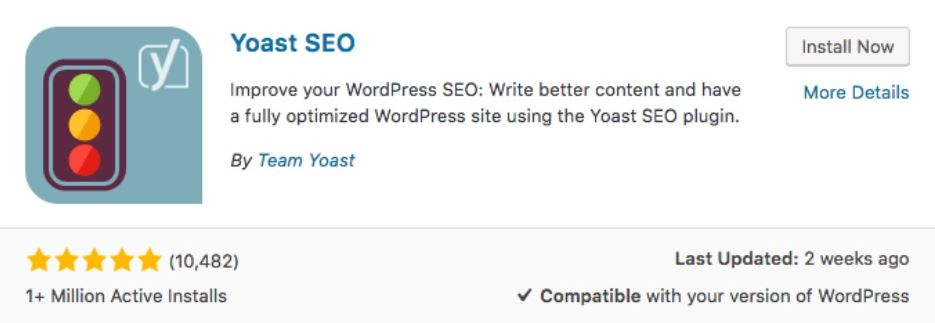 Yoast SEO
Install Now
Improve your WordPress SEO: Write better content and have
a fully optimized WordPress site using the Yoast SEO plugin.
More Details
By Team Yoast
y
(10,482)
Last Updated: 2 weeks ago
1+ Million Active Installs
✔ Compatible with your version of WordPress